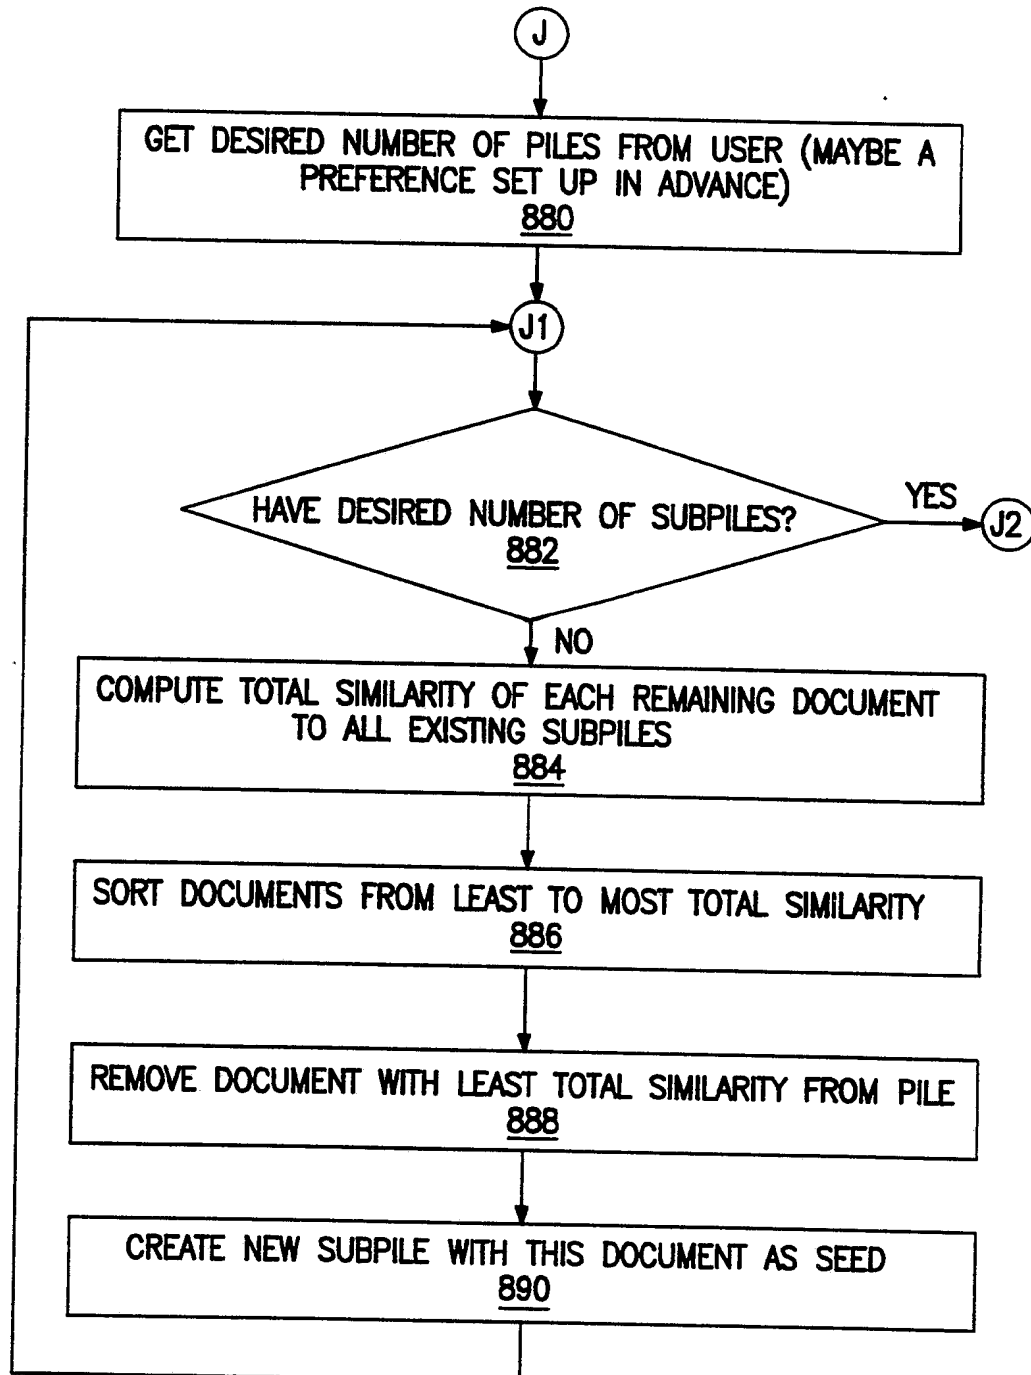 J
GET DESIRED NUMBER OF PILES FROM USER (MAYBE A
PREFERENCE SET UP IN ADVANCE)
880
J1
HAVE DESIRED NUMBER OF SUBPILES?
882
YES
J2
NO
COMPUTE TOTAL SIMILARITY OF EACH REMAINING DOCUMENT
TO ALL EXISTING SUBPILES
884
SORT DOCUMENTS FROM LEAST TO MOST TOTAL SIMILARITY
886
REMOVE DOCUMENT WITH LEAST TOTAL SIMILARITY FROM PILE
888
CREATE NEW SUBPILE WITH THIS DOCUMENT AS SEED
890